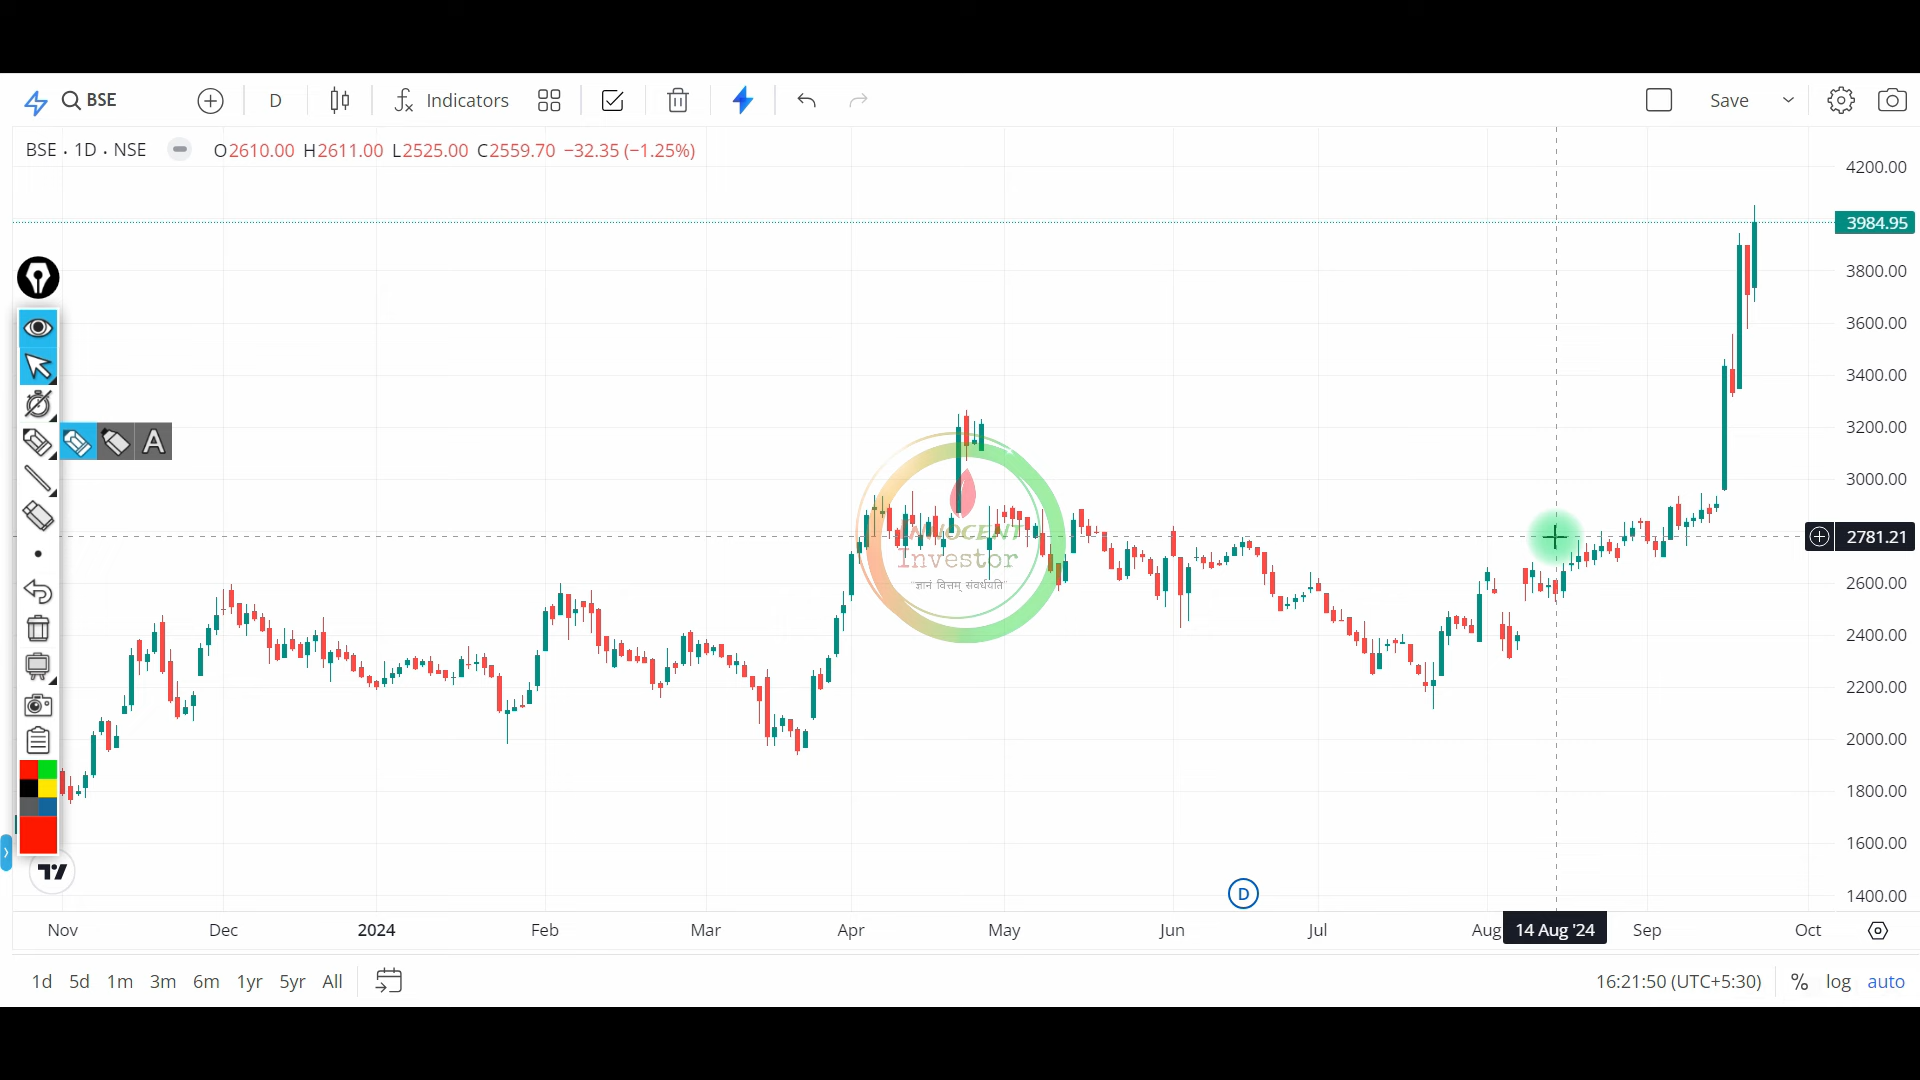 BSE
D
Indicators
Save
BSE · 1D · NSE O2610.00 H2611.00 L2525.00 C2559.70 −32.35 (−1.25%)
4200.00
3984.95
3800.00
3600.00
3400.00
3200.00
3000.00
2781.21
2600.00
2400.00
2200.00
2000.00
1800.00
1600.00
1400.00
A
INNOCENT
Investor
"ज्ञानं वित्तम् संवर्धयति"
D
Nov Dec 2024 Feb Mar Apr May Jun Jul Aug 14 Aug '24 Sep Oct
1d 5d 1m 3m 6m 1yr 5yr All
16:21:50 (UTC+5:30) % log auto